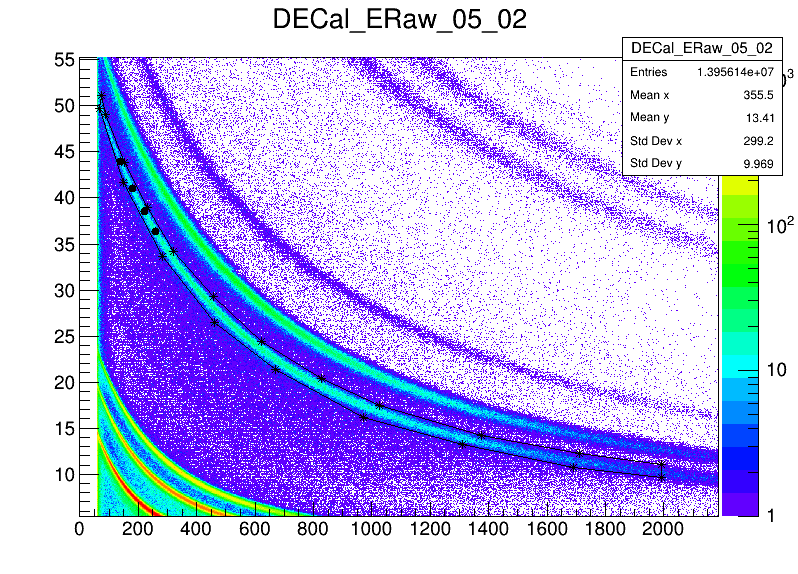 DECal_ERaw_05_02
DECal_ERaw_05_02
Entries 1.395614e+07
Mean x 355.5
Mean y 13.41
Std Dev x 299.2
Std Dev y 9.969
55
50
45
40
35
30
25
20
15
10
0 200 400 600 800 1000 1200 1400 1600 1800 2000
10²
10
1